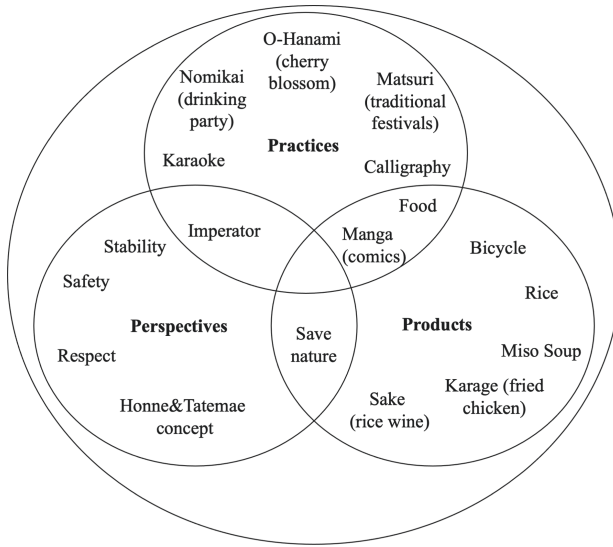 O-Hanami
(cherry
blossom)
Nomikai
(drinking
party)
Matsuri
(traditional
festivals)
Practices
Karaoke
Calligraphy
Food
Imperator
Manga
(comics)
Stability
Safety
Perspectives
Respect
Honne&Tatemae
concept
Save
nature
Bicycle
Rice
Products
Miso Soup
Karage (fried
chicken)
Sake
(rice wine)